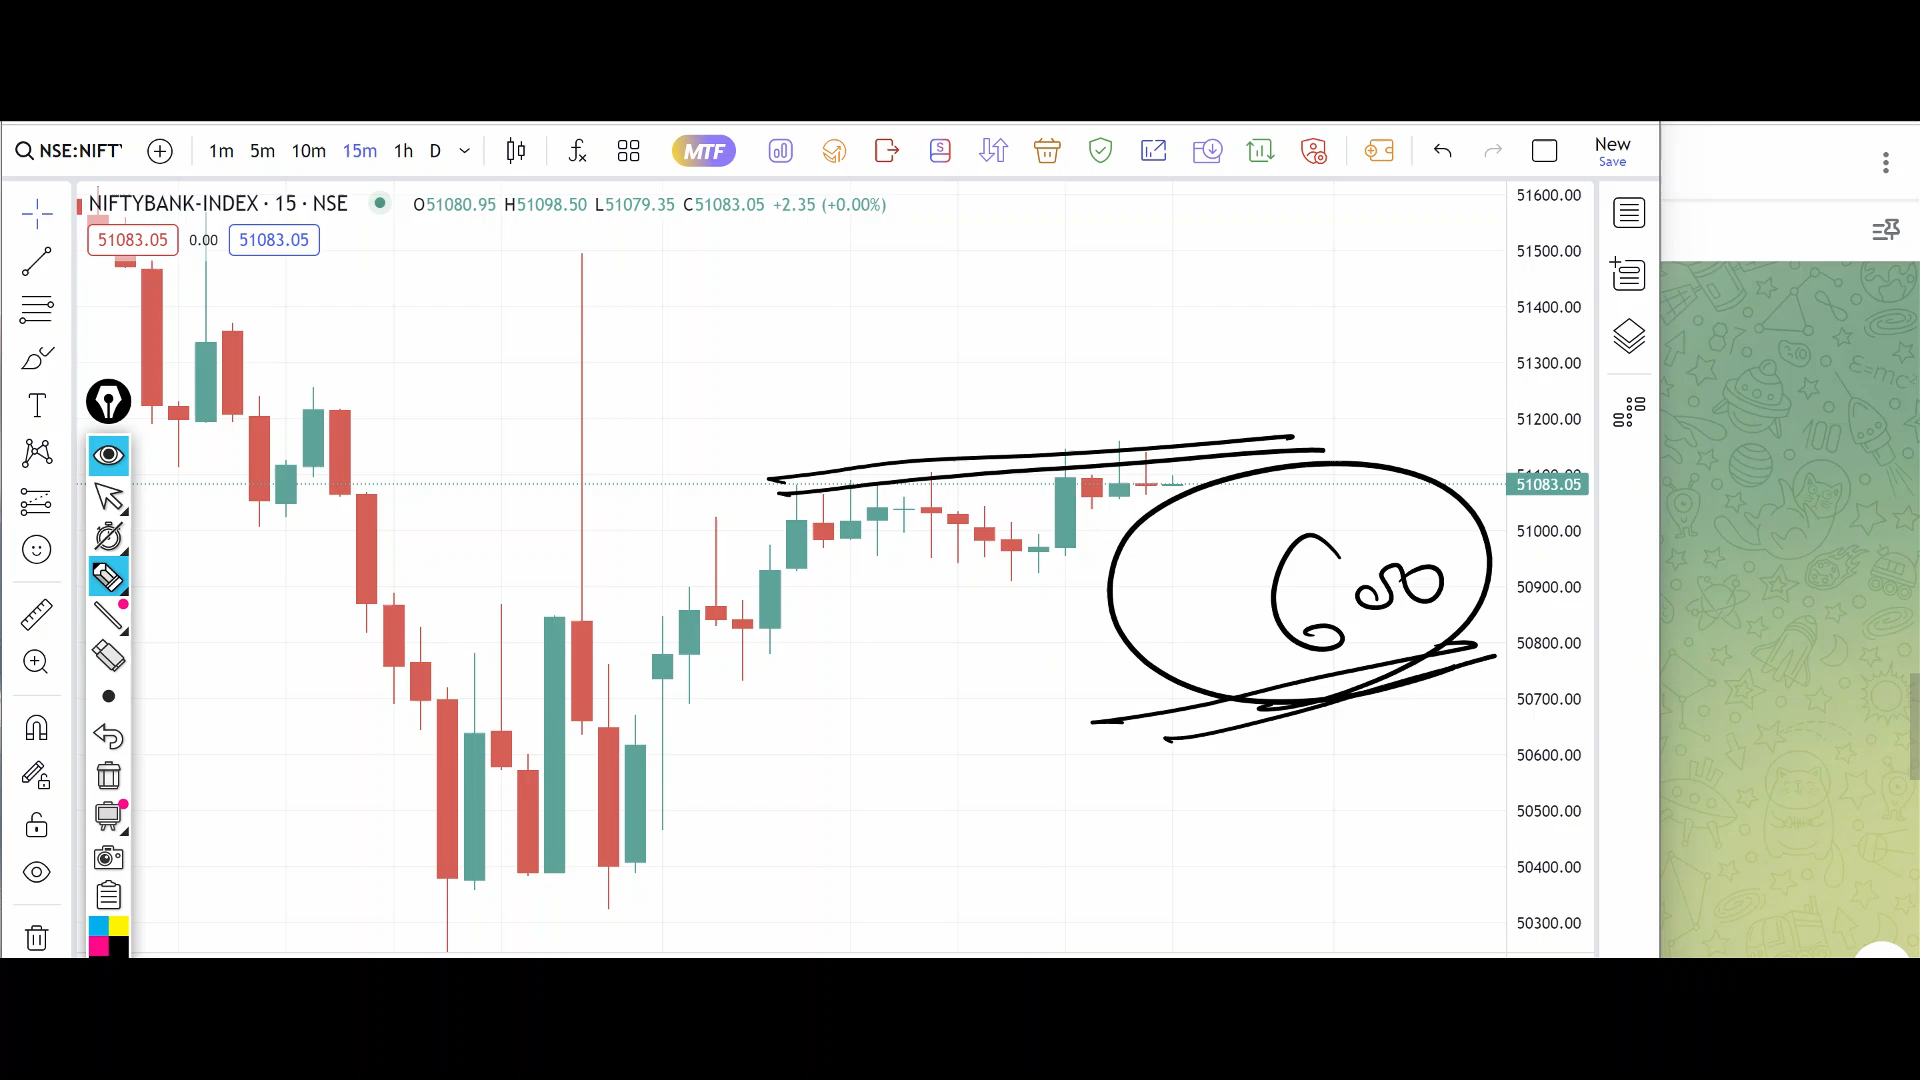 NSE:NIFTY
1m 5m 10m 15m 1h D
MTF
S
New
Save
NIFTYBANK-INDEX · 15 · NSE
O51080.95 H51098.50 L51079.35 C51083.05 +2.35 (+0.00%)
51083.05 0.00 51083.05
51600.00
51500.00
51400.00
51300.00
51200.00
51100.00
51083.05
51000.00
50900.00
50800.00
50700.00
50600.00
50500.00
50400.00
50300.00